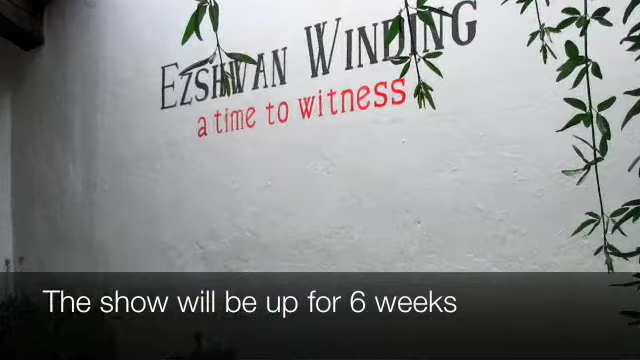 EZSHWAN WINDING
a time to witness
The show will be up for 6 weeks